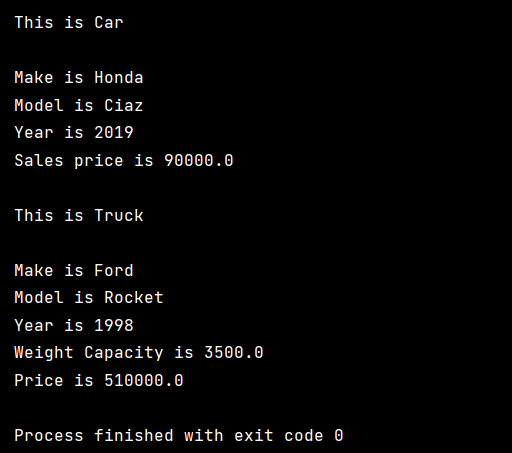 This is Car
Make is Honda
Model is Ciaz
Year is 2019
Sales price is 90000.0
This is Truck
Make is Ford
Model is Rocket
Year is 1998
Weight Capacity is 3500.0
Price is 510000.0
Process finished with exit code 0